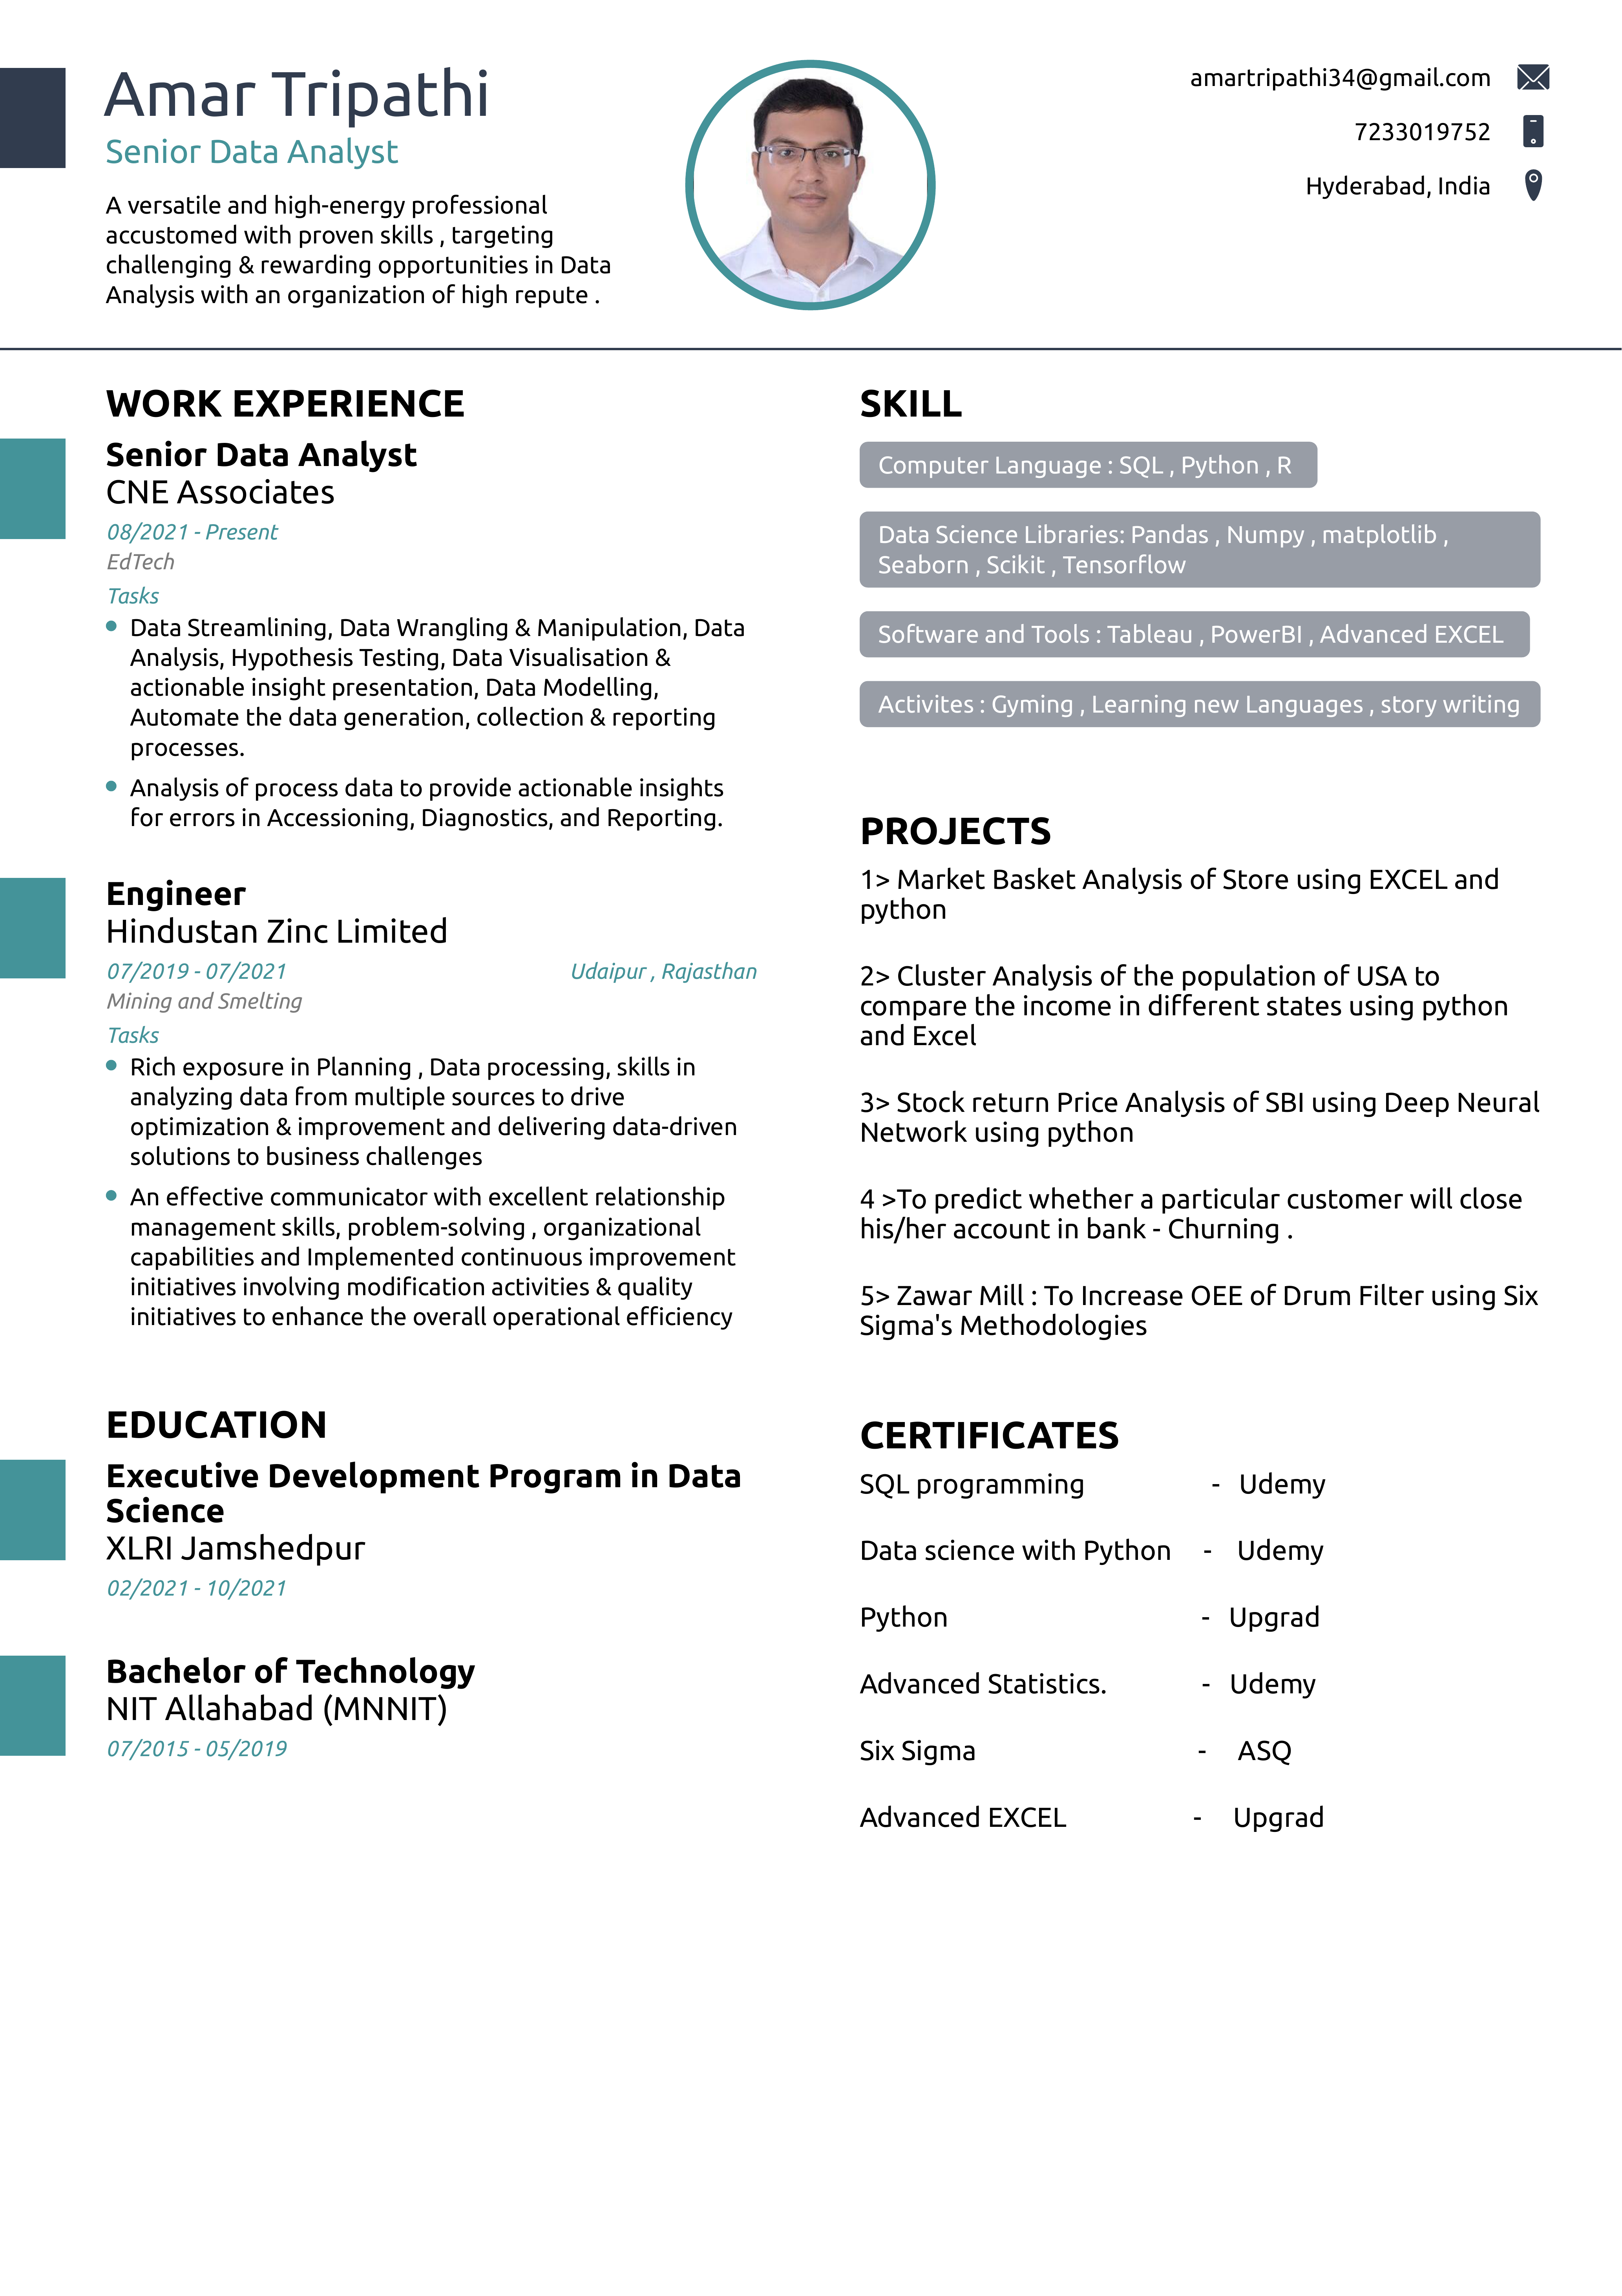 Amar Tripathi
Senior Data Analyst
A versatile and high-energy professional
accustomed with proven skills , targeting
challenging & rewarding opportunities in Data
Analysis with an organization of high repute .
amartripathi34@gmail.com
7233019752
Hyderabad, India
WORK EXPERIENCE
Senior Data Analyst
CNE Associates
08/2021 - Present
EdTech
Tasks
Data Streamlining, Data Wrangling & Manipulation, Data
Analysis, Hypothesis Testing, Data Visualisation &
actionable insight presentation, Data Modelling,
Automate the data generation, collection & reporting
processes.
Analysis of process data to provide actionable insights
for errors in Accessioning, Diagnostics, and Reporting.
Engineer
Hindustan Zinc Limited
07/2019 - 07/2021 Udaipur , Rajasthan
Mining and Smelting
Tasks
Rich exposure in Planning , Data processing, skills in
analyzing data from multiple sources to drive
optimization & improvement and delivering data-driven
solutions to business challenges
An effective communicator with excellent relationship
management skills, problem-solving , organizational
capabilities and Implemented continuous improvement
initiatives involving modification activities & quality
initiatives to enhance the overall operational efficiency
EDUCATION
Executive Development Program in Data
Science
XLRI Jamshedpur
02/2021 - 10/2021
Bachelor of Technology
NIT Allahabad (MNNIT)
07/2015 - 05/2019
SKILL
Computer Language : SQL , Python , R
Data Science Libraries: Pandas , Numpy , matplotlib ,
Seaborn , Scikit , Tensorflow
Software and Tools : Tableau , PowerBI , Advanced EXCEL
Activites : Gyming , Learning new Languages , story writing
PROJECTS
1> Market Basket Analysis of Store using EXCEL and
python
2> Cluster Analysis of the population of USA to
compare the income in different states using python
and Excel
3> Stock return Price Analysis of SBI using Deep Neural
Network using python
4 >To predict whether a particular customer will close
his/her account in bank - Churning .
5> Zawar Mill : To Increase OEE of Drum Filter using Six
Sigma's Methodologies
CERTIFICATES
SQL programming - Udemy
Data science with Python - Udemy
Python - Upgrad
Advanced Statistics. - Udemy
Six Sigma - ASQ
Advanced EXCEL - Upgrad